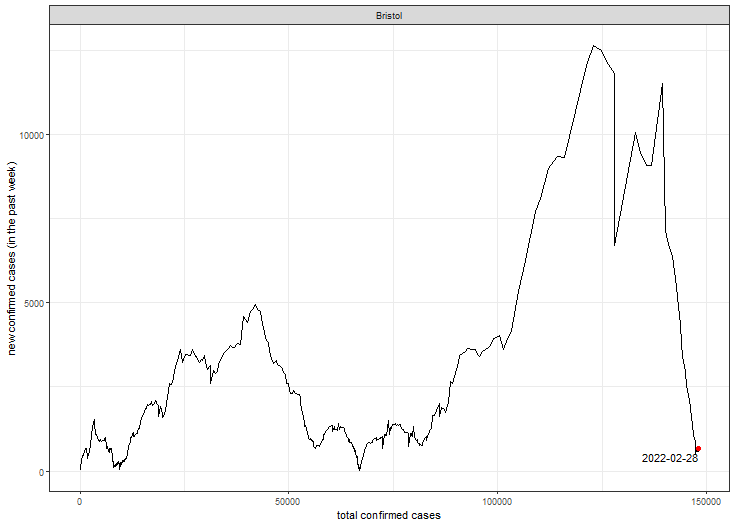 Bristol
new confirmed cases (in the past week)
10000
5000
0
2022-02-28
0
50000
100000
150000
total confirmed cases